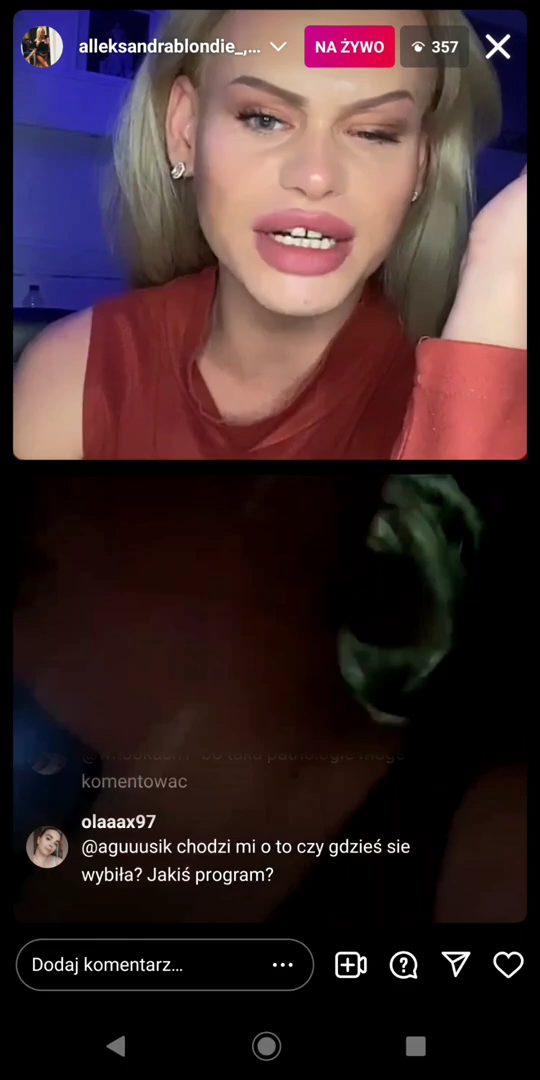 alleksandrablondie_,...
NA ŻYWO
357
komentowac
olaaax97
@aguuusik chodzi mi o to czy gdzieś sie
wybiła? Jakiś program?
Dodaj komentarz...